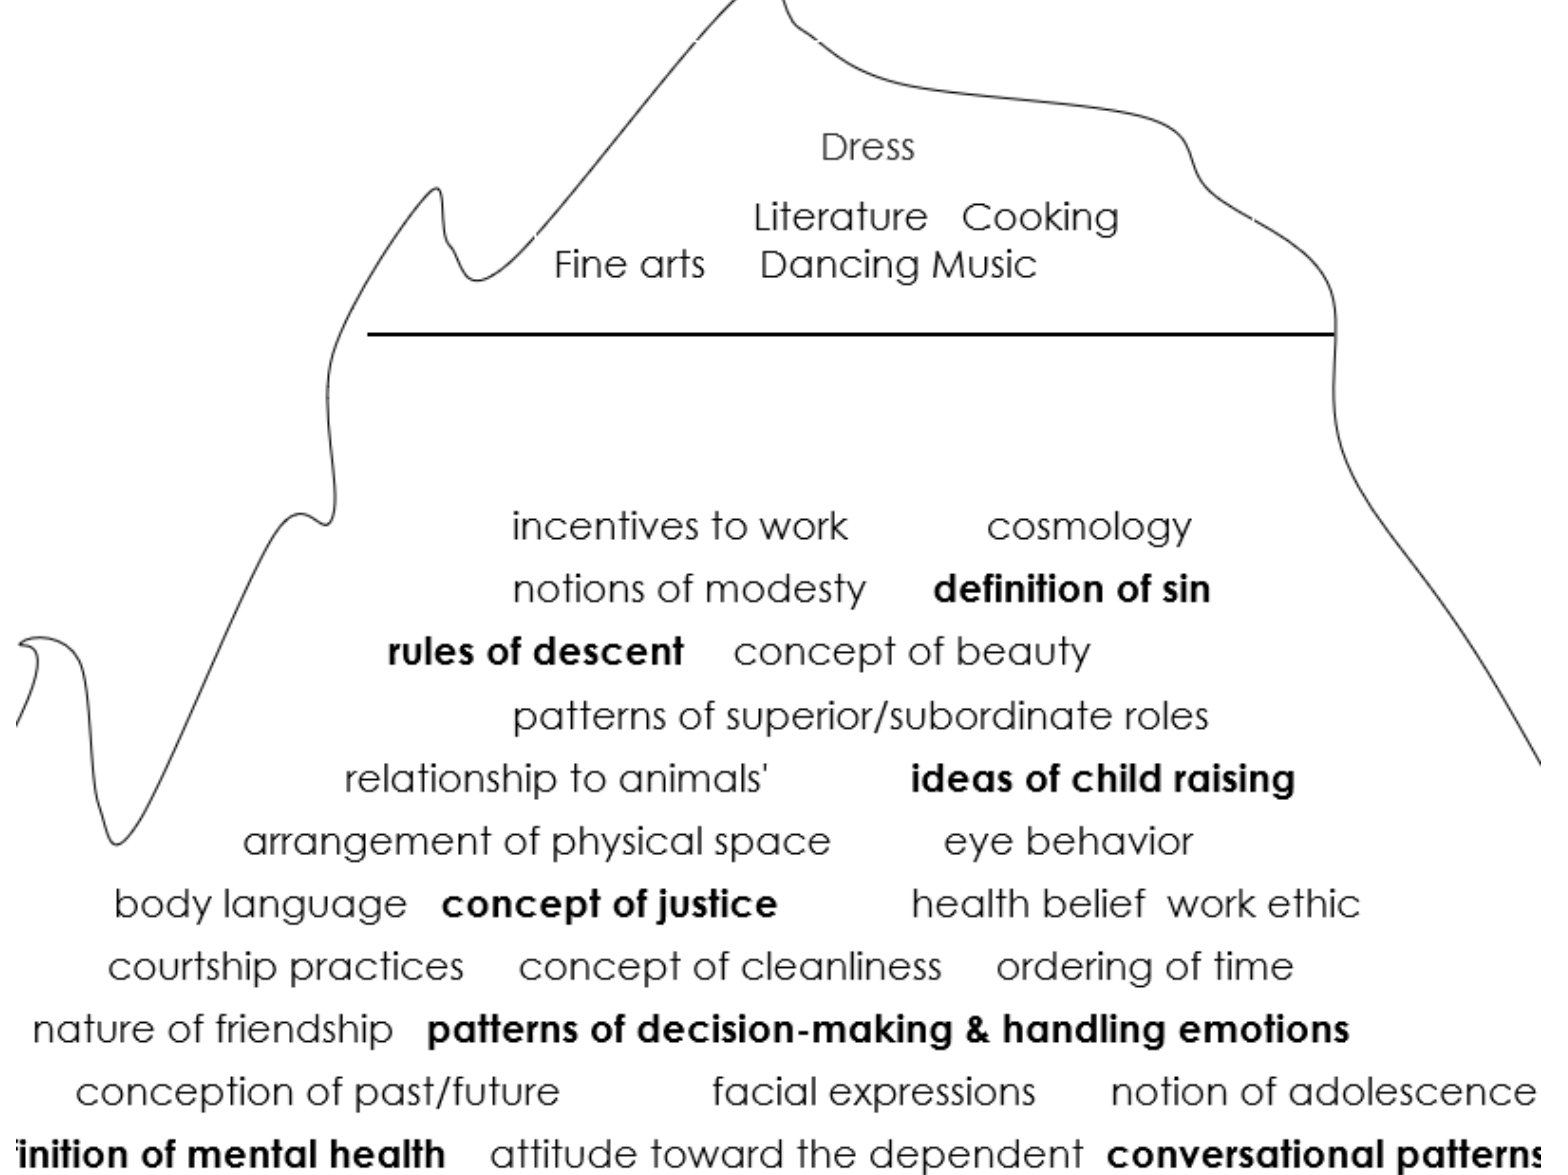 Dress
Literature Cooking
Fine arts Dancing Music
incentives to work cosmology
notions of modesty definition of sin
rules of descent concept of beauty
patterns of superior/subordinate roles
relationship to animals' ideas of child raising
arrangement of physical space eye behavior
body language concept of justice health belief work ethic
courtship practices concept of cleanliness ordering of time
nature of friendship patterns of decision-making & handling emotions
conception of past/future facial expressions notion of adolescence
inition of mental health attitude toward the dependent conversational patterns